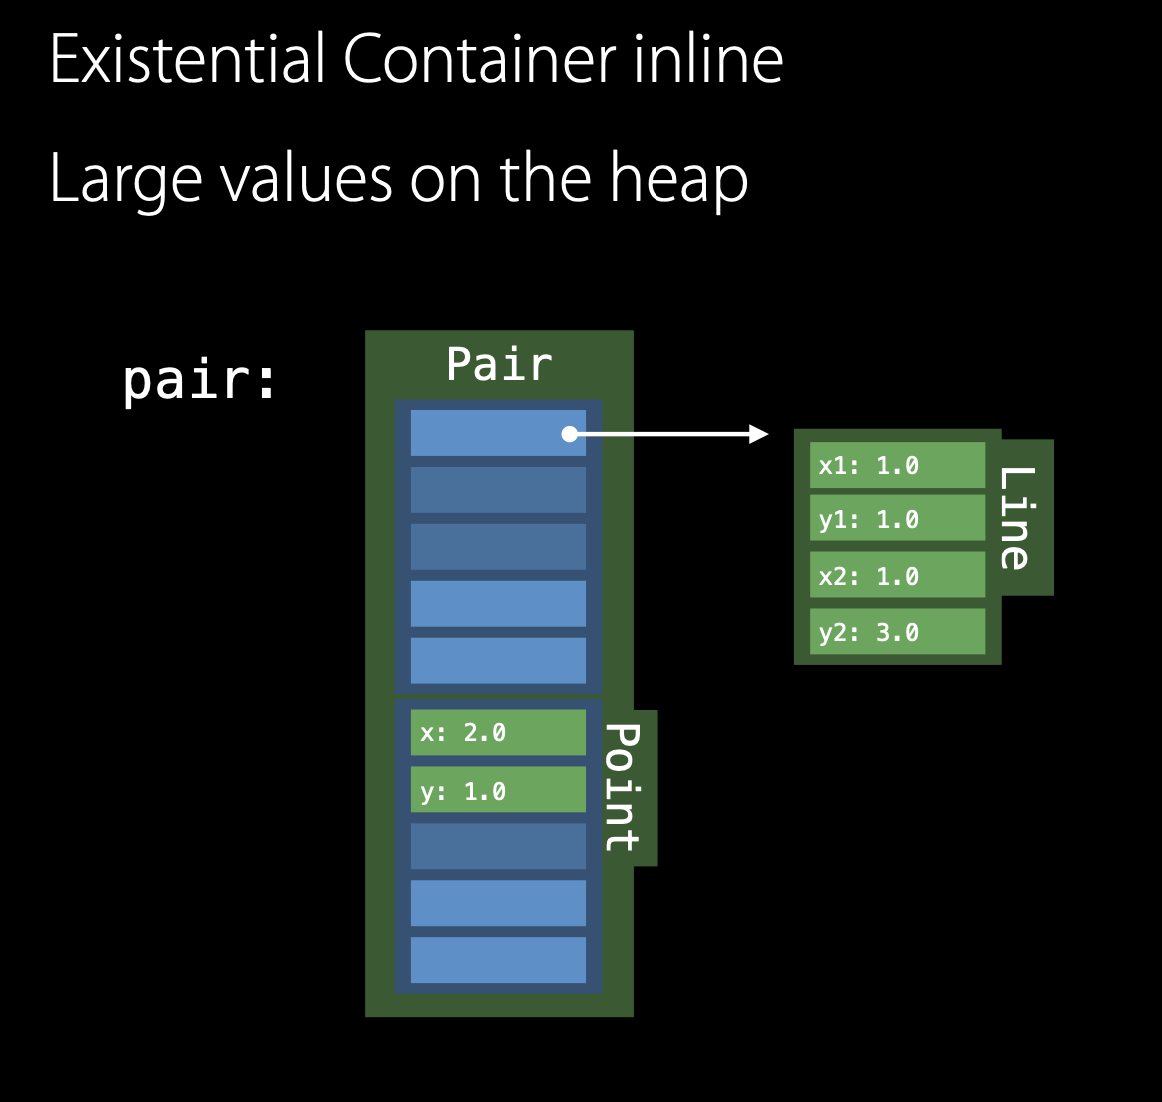 Existential Container inline
Large values on the heap
pair:
Pair
x1: 1.0
y1: 1.0
x2: 1.0
y2: 3.0
Line
x: 2.0
y: 1.0
Point